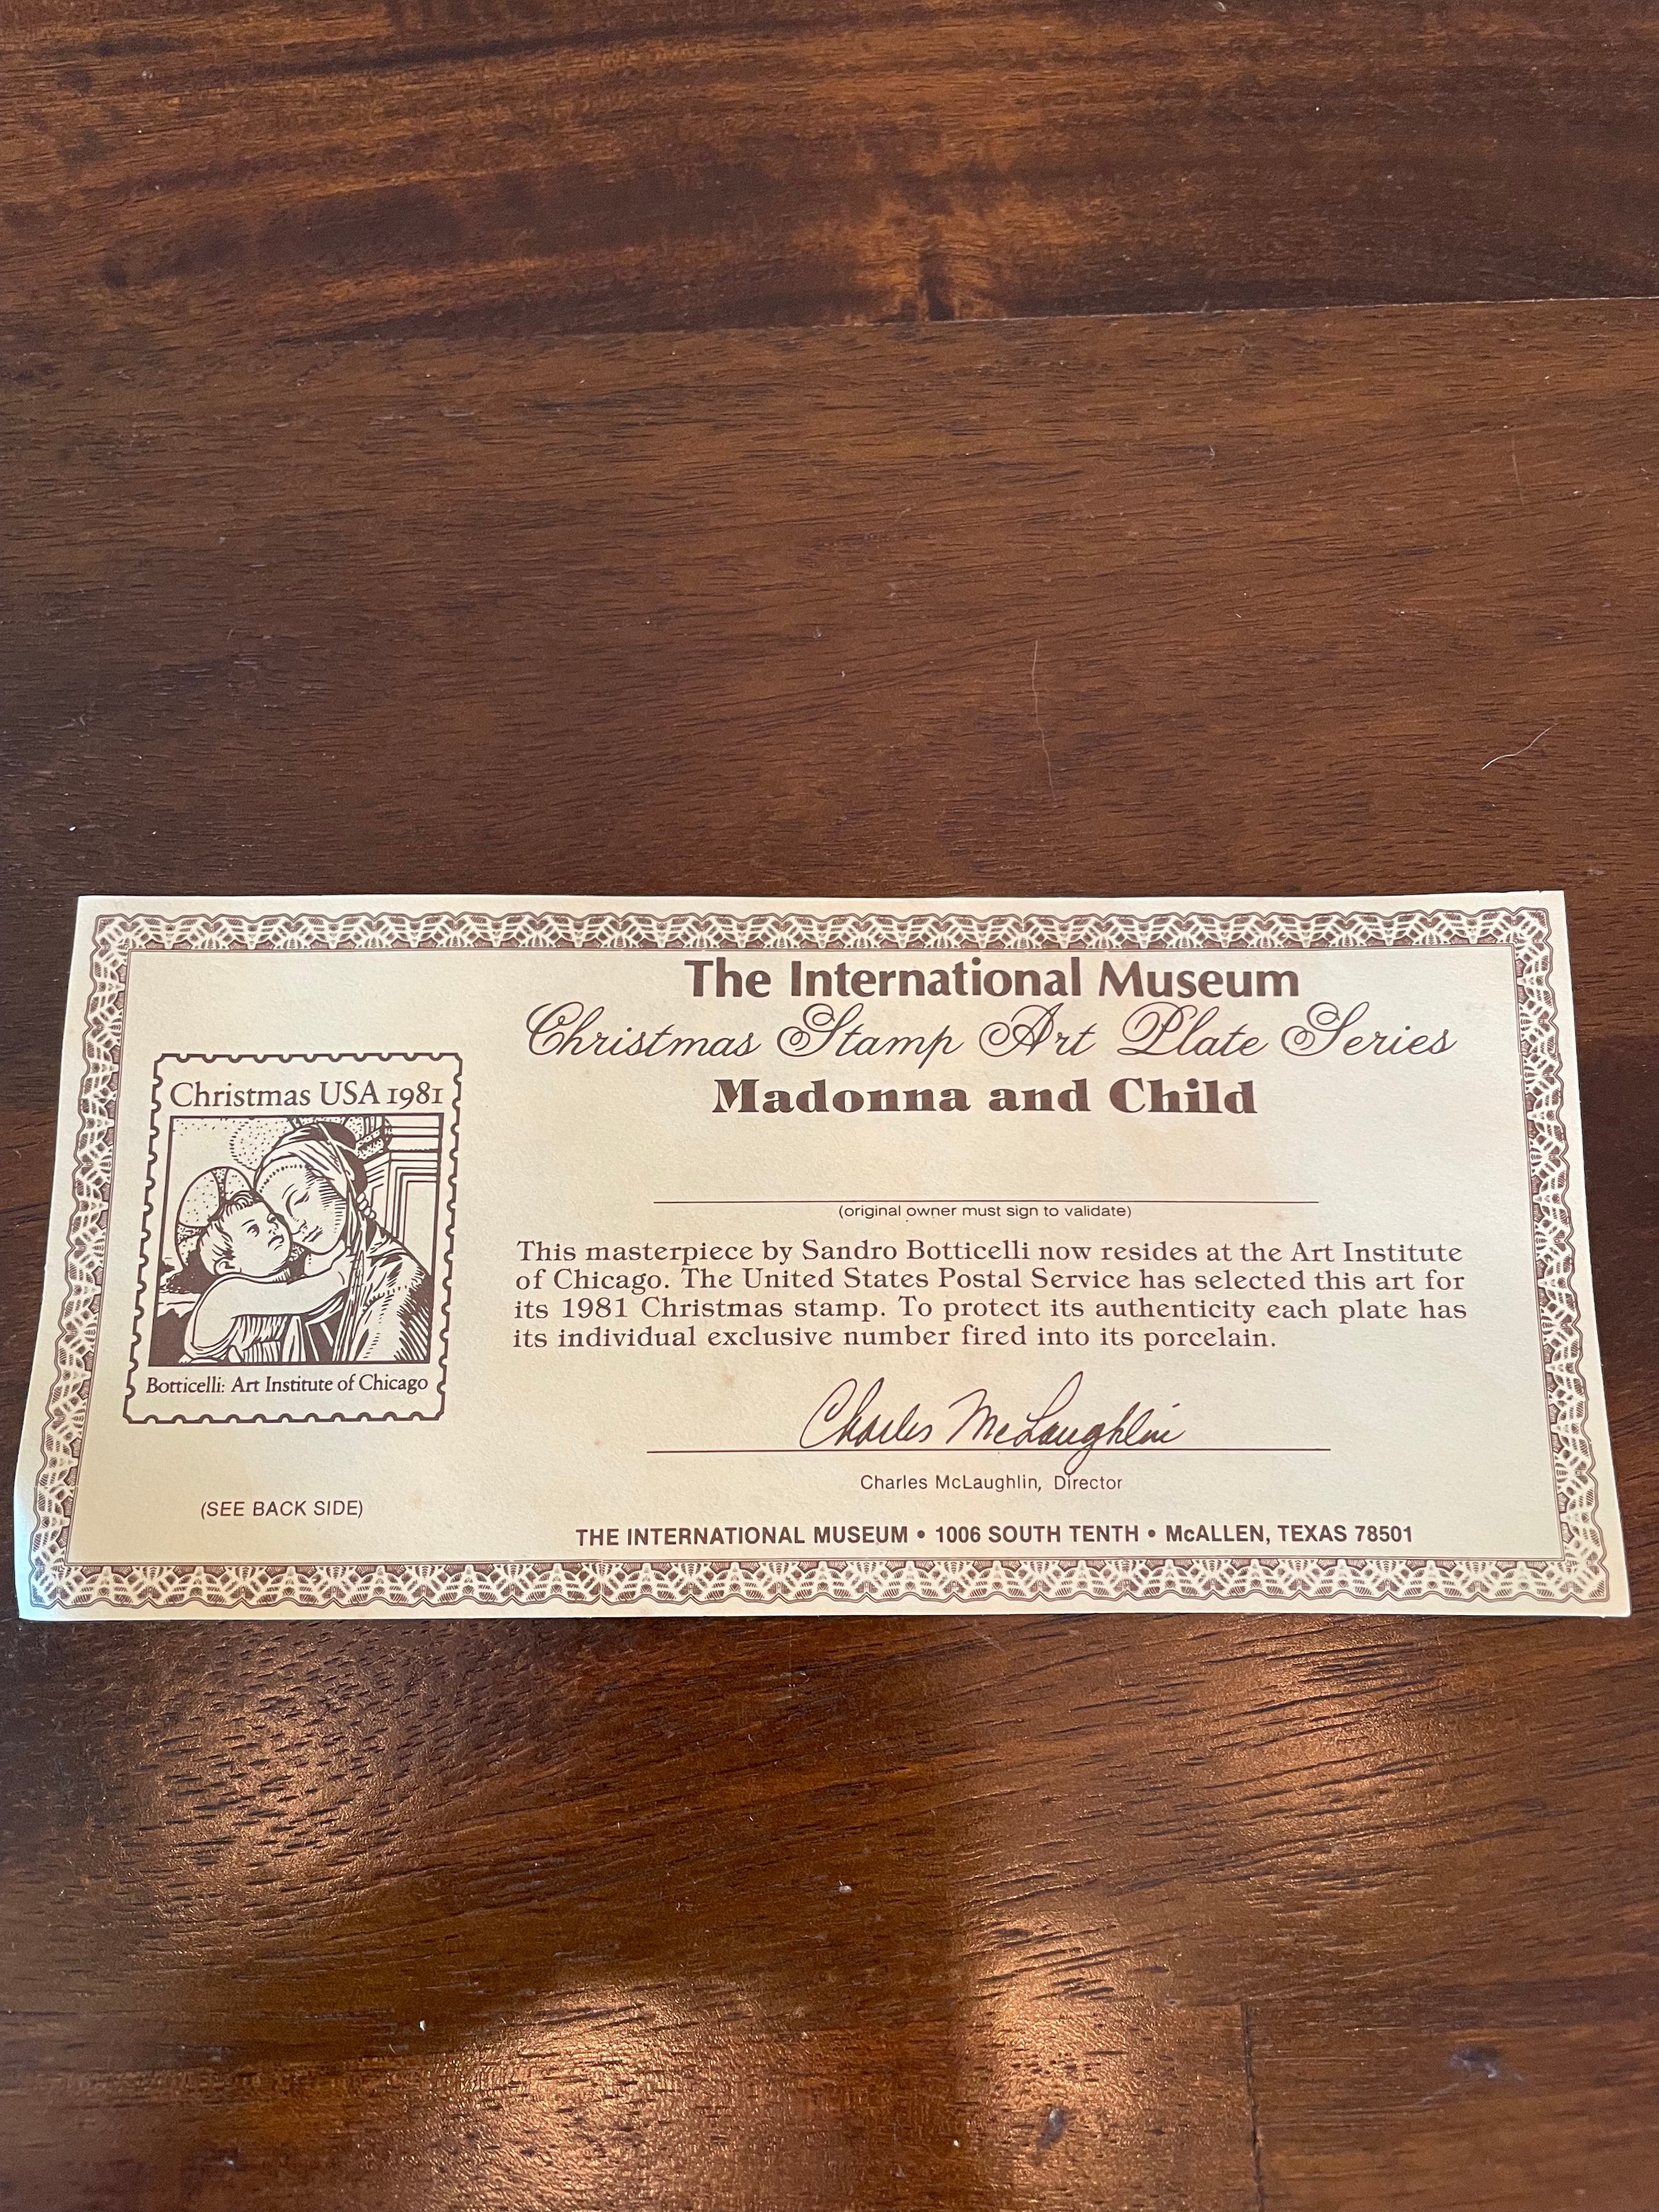 The International Museum
Christmas Stamp Art Plate Series
Madonna and Child
Christmas USA 1981
Botticelli: Art Institute of Chicago
(SEE BACK SIDE)
(original owner must sign to validate)
This masterpiece by Sandro Botticelli now resides at the Art Institute
of Chicago. The United States Postal Service has selected this art for
its 1981 Christmas stamp. To protect its authenticity each plate has
its individual exclusive number fired into its porcelain.
Charles McLaughlin
Charles McLaughlin, Director
THE INTERNATIONAL MUSEUM • 1006 SOUTH TENTH • McALLEN, TEXAS 78501